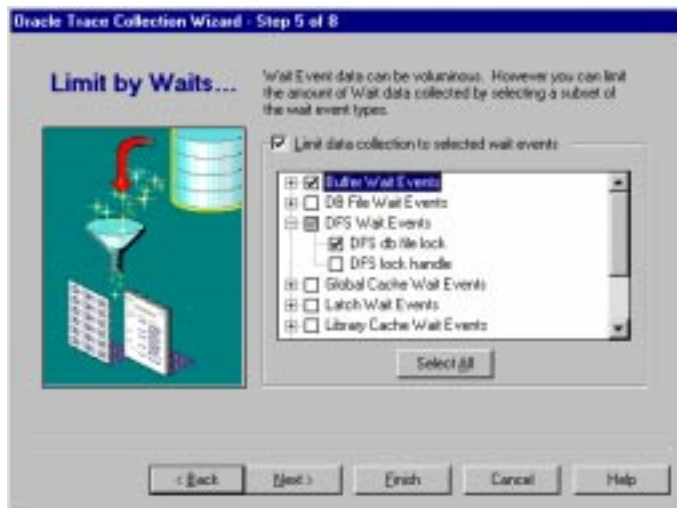 Oracle Trace Collection Wizard - Step 5 of 8
Limit by Waits...
Wait Event data can be voluminous. However you can limit
the amount of Wait data collected by selecting a subset of
the wait event types.
Limit data collection to selected wait events
Buffer Wait Events
DB File Wait Events
DFS Wait Events
DFS db file lock
DFS lock handle
Global Cache Wait Events
Latch Wait Events
Library Cache Wait Events
Select All
< Back Next > Finish Cancel Help